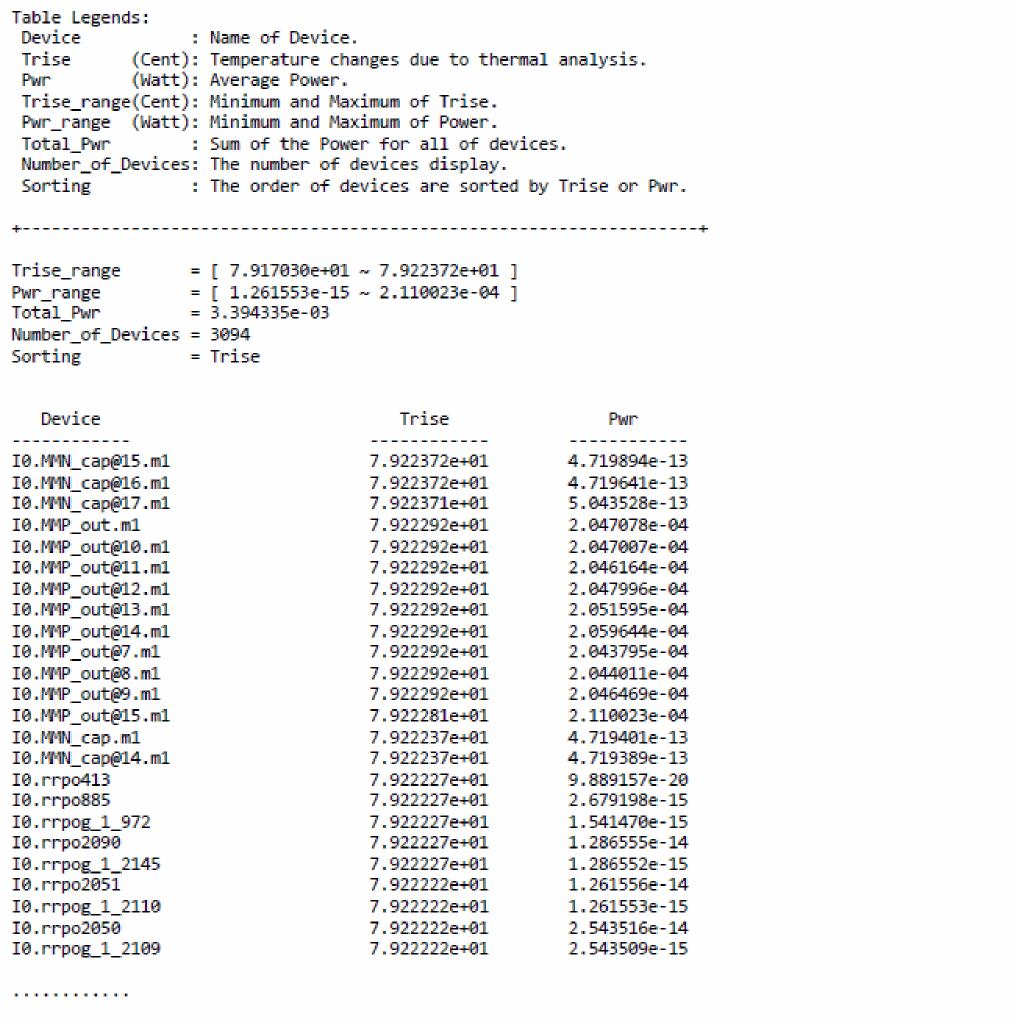 Table Legends:
Device : Name of Device.
Trise (Cent): Temperature changes due to thermal analysis.
Pwr (Watt): Average Power.
Trise_range(Cent): Minimum and Maximum of Trise.
Pwr_range (Watt): Minimum and Maximum of Power.
Total_Pwr : Sum of the Power for all of devices.
Number_of_Devices: The number of devices display.
Sorting : The order of devices are sorted by Trise or Pwr.
+--------------------------------------------------------------------+
Trise_range = [ 7.917030e+01 ~ 7.922372e+01 ]
Pwr_range = [ 1.261553e-15 ~ 2.110023e-04 ]
Total_Pwr = 3.394335e-03
Number_of_Devices = 3094
Sorting = Trise
Device Trise Pwr
------------ ------------ ------------
I0.MMN_cap@15.m1 7.922372e+01 4.719894e-13
I0.MMN_cap@16.m1 7.922372e+01 4.719641e-13
I0.MMN_cap@17.m1 7.922371e+01 5.043528e-13
I0.MMP_out.m1 7.922292e+01 2.047078e-04
I0.MMP_out@10.m1 7.922292e+01 2.047007e-04
I0.MMP_out@11.m1 7.922292e+01 2.046164e-04
I0.MMP_out@12.m1 7.922292e+01 2.047996e-04
I0.MMP_out@13.m1 7.922292e+01 2.051595e-04
I0.MMP_out@14.m1 7.922292e+01 2.059644e-04
I0.MMP_out@7.m1 7.922292e+01 2.043795e-04
I0.MMP_out@8.m1 7.922292e+01 2.044011e-04
I0.MMP_out@9.m1 7.922292e+01 2.046469e-04
I0.MMP_out@15.m1 7.922281e+01 2.110023e-04
I0.MMN_cap.m1 7.922237e+01 4.719401e-13
I0.MMN_cap@14.m1 7.922237e+01 4.719389e-13
I0.rrpo413 7.922227e+01 9.889157e-20
I0.rrpo885 7.922227e+01 2.679198e-15
I0.rrpog_1_972 7.922227e+01 1.541470e-15
I0.rrpo2090 7.922227e+01 1.286555e-14
I0.rrpog_1_2145 7.922227e+01 1.286552e-15
I0.rrpo2051 7.922222e+01 1.261556e-14
I0.rrpog_1_2110 7.922222e+01 1.261553e-15
I0.rrpo2050 7.922222e+01 2.543516e-14
I0.rrpog_1_2109 7.922222e+01 2.543509e-15
............